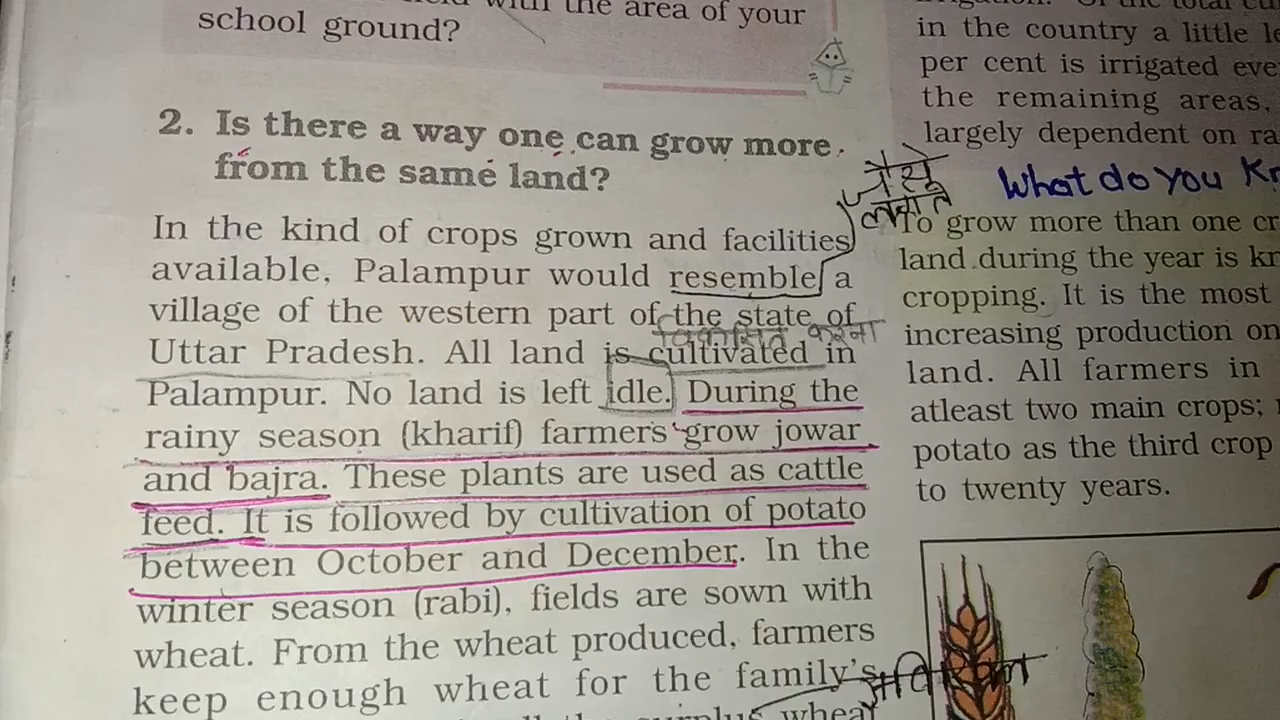 with the area of your
school ground?
2. Is there a way one can grow more
from the same land?
In the kind of crops grown and facilities
available, Palampur would resemble a
village of the western part of the state of
विकसित करना
Uttar Pradesh. All land is cultivated in
Palampur. No land is left idle. During the
rainy season (kharif) farmers grow jowar
and bajra. These plants are used as cattle
feed. It is followed by cultivation of potato
between October and December. In the
winter season (rabi), fields are sown with
wheat. From the wheat produced, farmers
keep enough wheat for the family's
surplus wheat
in the country a little
per cent is irrigated
the remaining areas,
largely dependent on
What do you
To grow more than one
land during the year is
cropping. It is the most
increasing production on
land. All farmers in
atleast two main crops;
potato as the third crop
to twenty years.